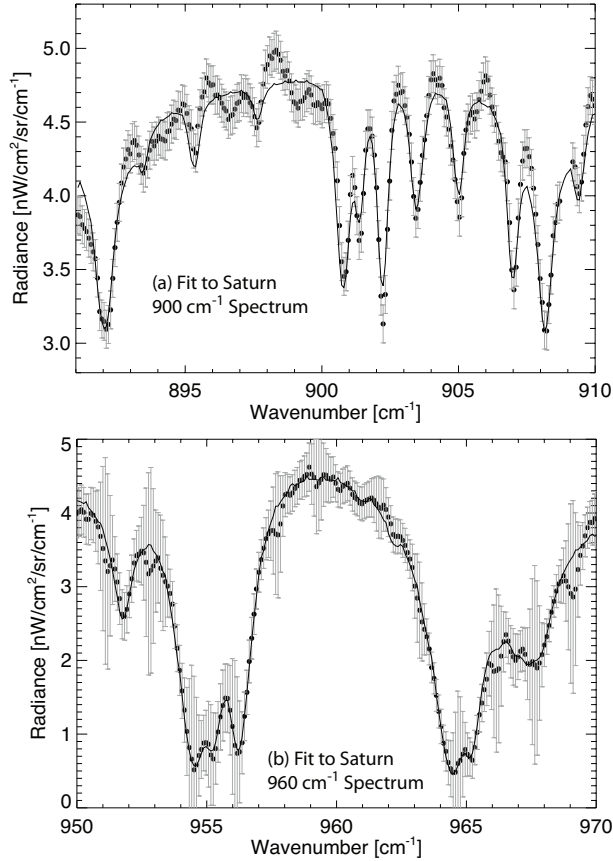 5.0
4.5
4.0
3.5
3.0
Radiance [nW/cm²/sr/cm⁻¹]
(a) Fit to Saturn
900 cm⁻¹ Spectrum
895 900 905 910
Wavenumber [cm⁻¹]
5
4
3
2
1
0
Radiance [nW/cm²/sr/cm⁻¹]
(b) Fit to Saturn
960 cm⁻¹ Spectrum
950 955 960 965 970
Wavenumber [cm⁻¹]